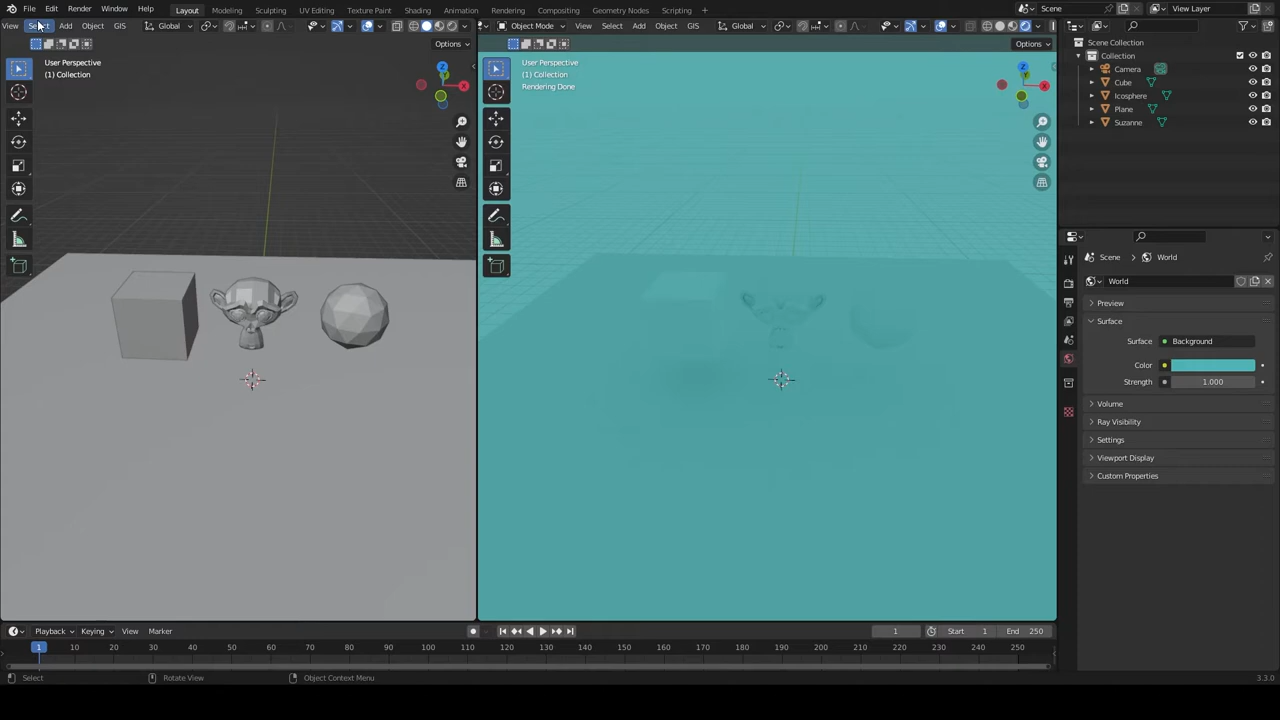 File Edit Render Window Help Layout Modeling Sculpting UV Editing Texture Paint Shading Animation Rendering Compositing Geometry Nodes Scripting + Scene View Layer
View Select Add Object GIS Global Object Mode View Select Add Object GIS Global
Options Options
User Perspective
(1) Collection
User Perspective
(1) Collection
Rendering Done
Z
X
Z
X
Scene Collection
Collection
Camera
Cube
Icosphere
Plane
Suzanne
Scene World
World
Preview
Surface
Surface Background
Color
Strength 1.000
Volume
Ray Visibility
Settings
Viewport Display
Custom Properties
Playback Keying View Marker 1 Start 1 End 250
1 10 20 30 40 50 60 70 80 90 100 110 120 130 140 150 160 170 180 190 200 210 220 230 240 250
Select Rotate View Object Context Menu 3.3.0